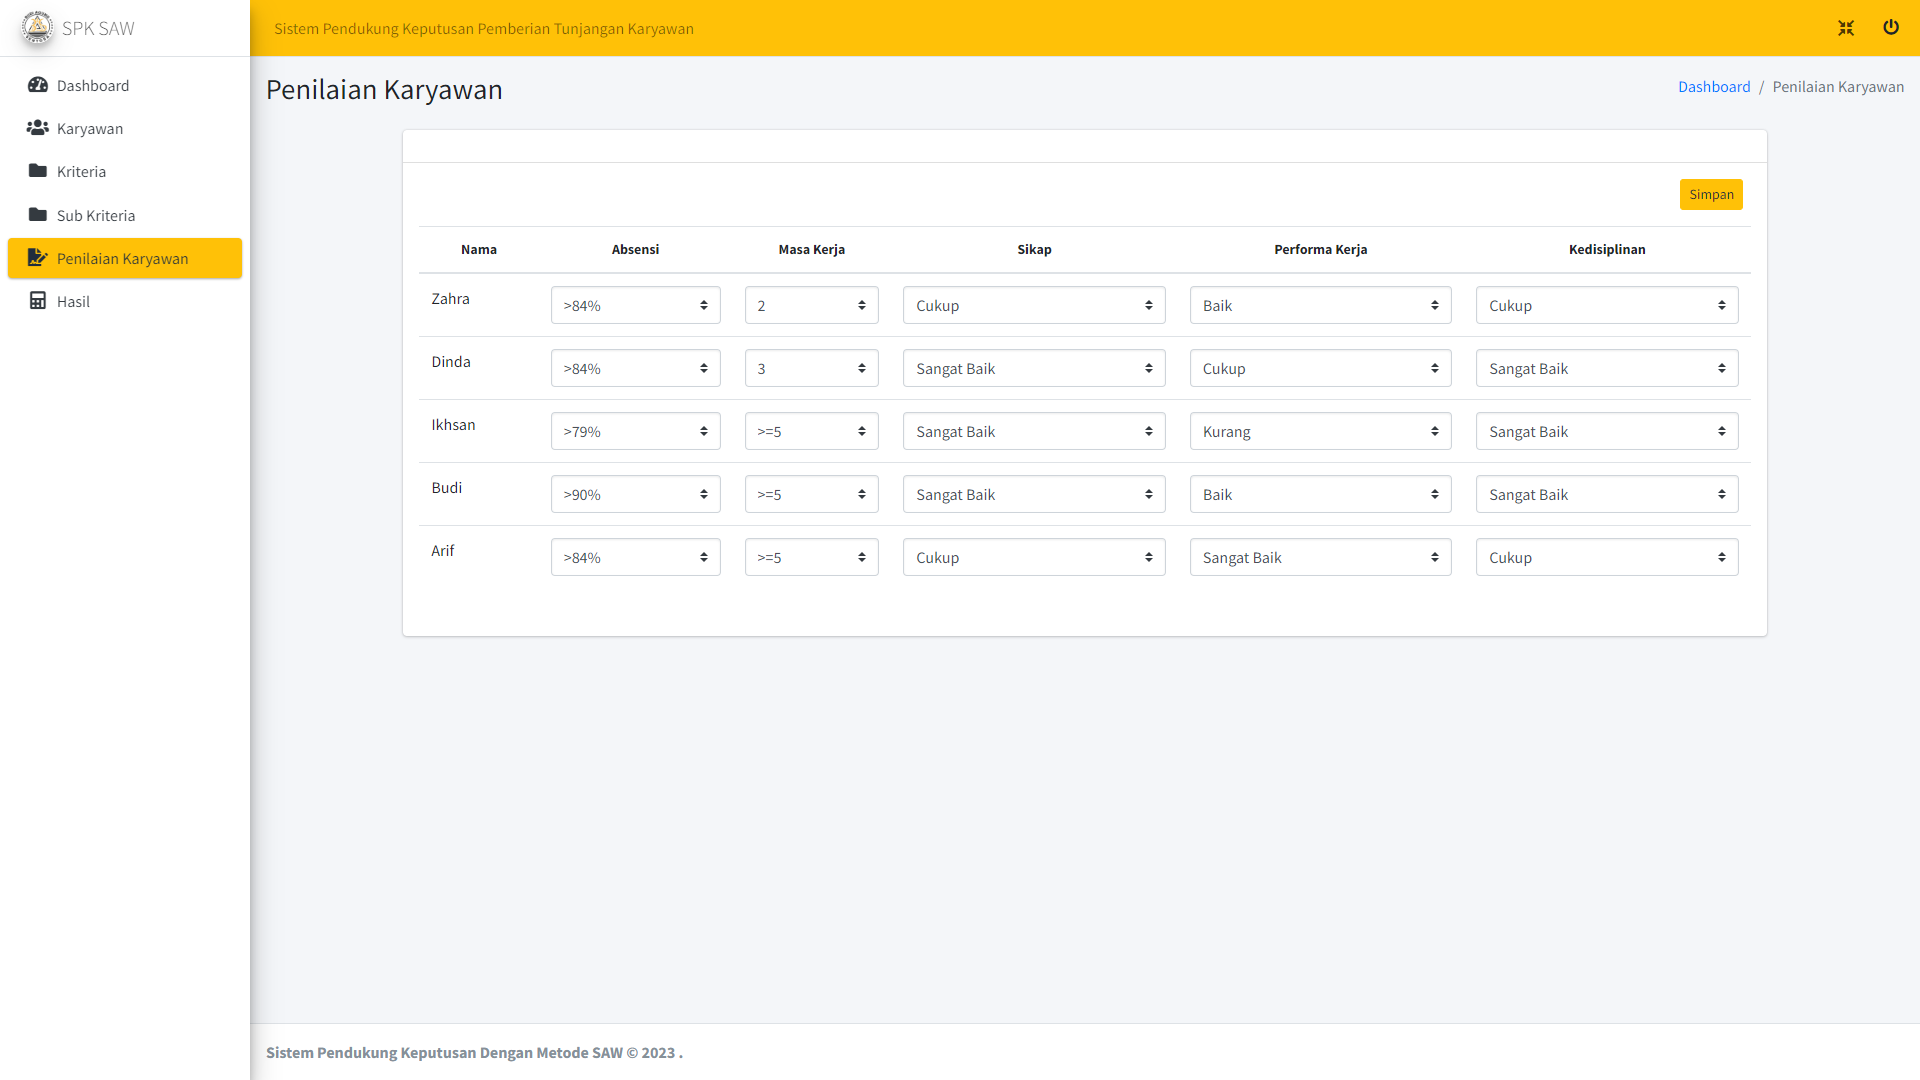 SPK SAW
Sistem Pendukung Keputusan Pemberian Tunjangan Karyawan
Dashboard
Karyawan
Kriteria
Sub Kriteria
Penilaian Karyawan
Hasil
Penilaian Karyawan
Dashboard / Penilaian Karyawan
Simpan
Nama Absensi Masa Kerja Sikap Performa Kerja Kedisiplinan
Zahra >84% 2 Cukup Baik Cukup
Dinda >84% 3 Sangat Baik Cukup Sangat Baik
Ikhsan >79% >=5 Sangat Baik Kurang Sangat Baik
Budi >90% >=5 Sangat Baik Baik Sangat Baik
Arif >84% >=5 Cukup Sangat Baik Cukup
Sistem Pendukung Keputusan Dengan Metode SAW © 2023 .